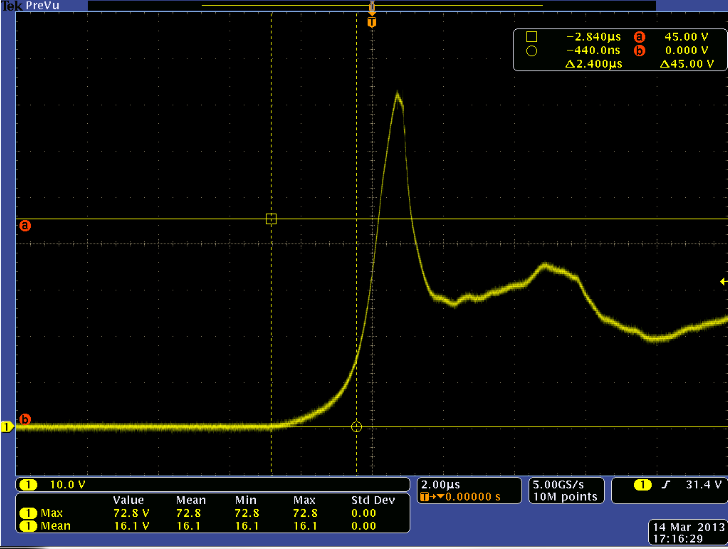 Tek PreVu
T
-2.840µs a 45.00 V
-440.0ns b 0.000 V
Δ2.400µs Δ45.00 V
a
b
1
1 10.0 V
2.00µs
T→▼0.00000 s
5.00GS/s
10M points
1 ƒ 31.4 V
Value Mean Min Max Std Dev
1 Max 72.8 V 72.8 72.8 72.8 0.00
1 Mean 16.1 V 16.1 16.1 16.1 0.00
14 Mar 2013
17:16:29